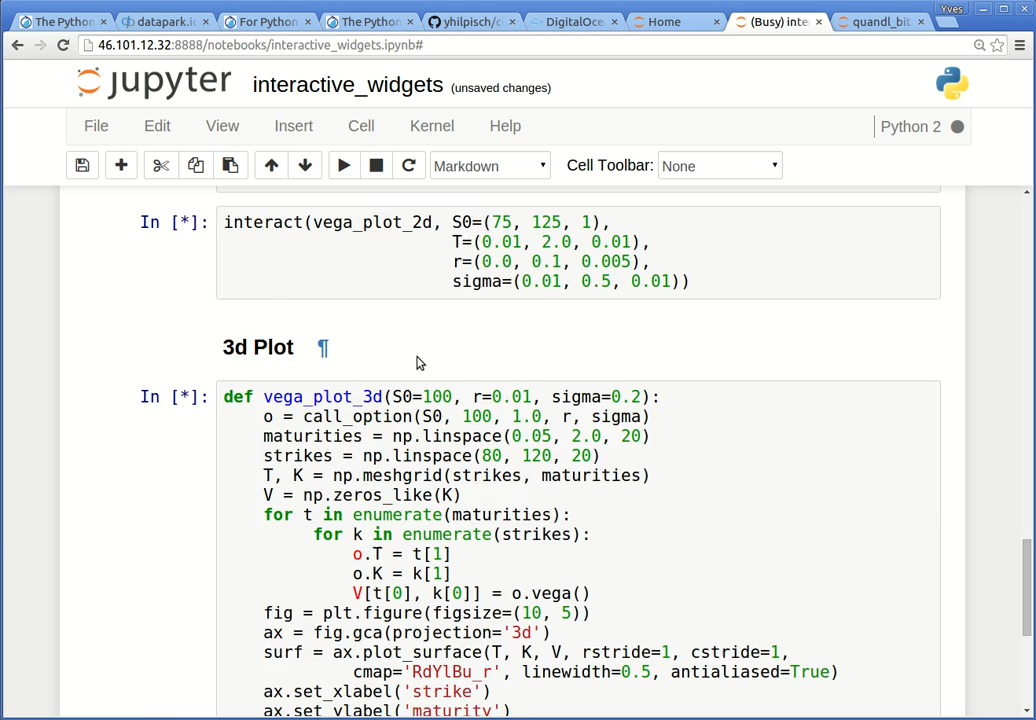 Yves
The Python
datapark.io
For Python
The Python
yhilpisch/
DigitalOce
Home
(Busy) inte
quandl_bit
46.101.12.32:8888/notebooks/interactive_widgets.ipynb#
jupyter interactive_widgets (unsaved changes)
File Edit View Insert Cell Kernel Help Python 2
Markdown Cell Toolbar: None
In [*]: interact(vega_plot_2d, S0=(75, 125, 1),
T=(0.01, 2.0, 0.01),
r=(0.0, 0.1, 0.005),
sigma=(0.01, 0.5, 0.01))
3d Plot ¶
In [*]: def vega_plot_3d(S0=100, r=0.01, sigma=0.2):
o = call_option(S0, 100, 1.0, r, sigma)
maturities = np.linspace(0.05, 2.0, 20)
strikes = np.linspace(80, 120, 20)
T, K = np.meshgrid(strikes, maturities)
V = np.zeros_like(K)
for t in enumerate(maturities):
for k in enumerate(strikes):
o.T = t[1]
o.K = k[1]
V[t[0], k[0]] = o.vega()
fig = plt.figure(figsize=(10, 5))
ax = fig.gca(projection='3d')
surf = ax.plot_surface(T, K, V, rstride=1, cstride=1,
cmap='RdYlBu_r', linewidth=0.5, antialiased=True)
ax.set_xlabel('strike')
ax.set_ylabel('maturity')